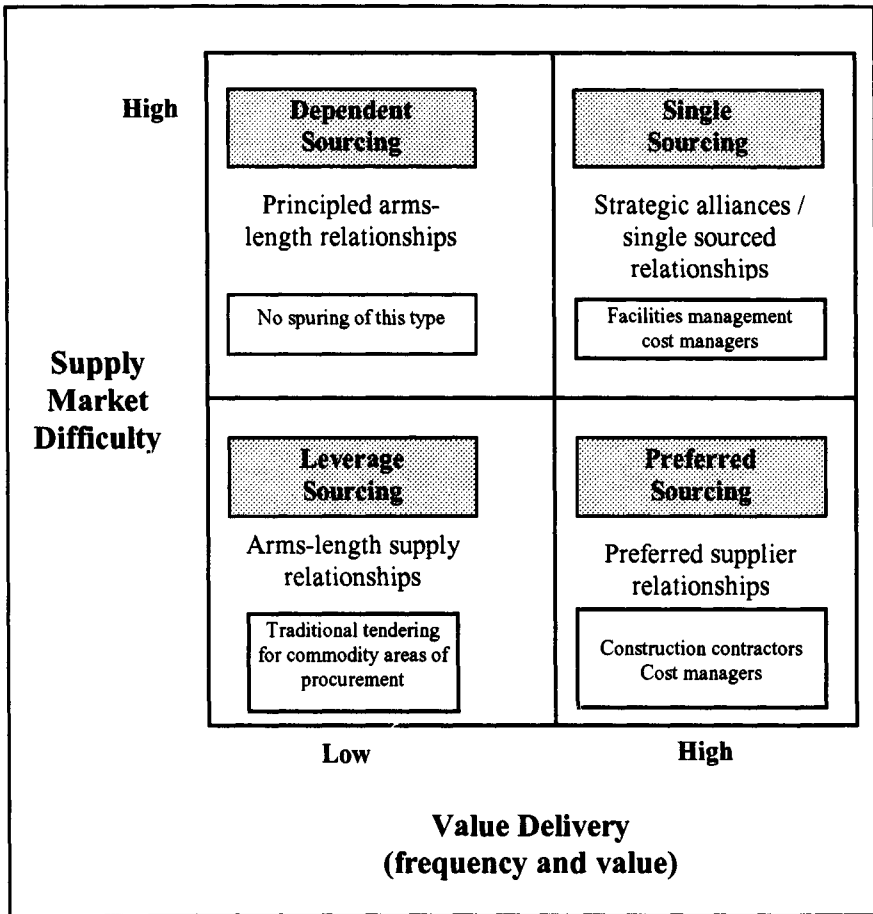 High
Dependent
Sourcing
Principled arms-
length relationships
No spuring of this type
Single
Sourcing
Strategic alliances /
single sourced
relationships
Facilities management
cost managers
Supply
Market
Difficulty
Leverage
Sourcing
Arms-length supply
relationships
Traditional tendering
for commodity areas of
procurement
Preferred
Sourcing
Preferred supplier
relationships
Construction contractors
Cost managers
Low
High
Value Delivery
(frequency and value)